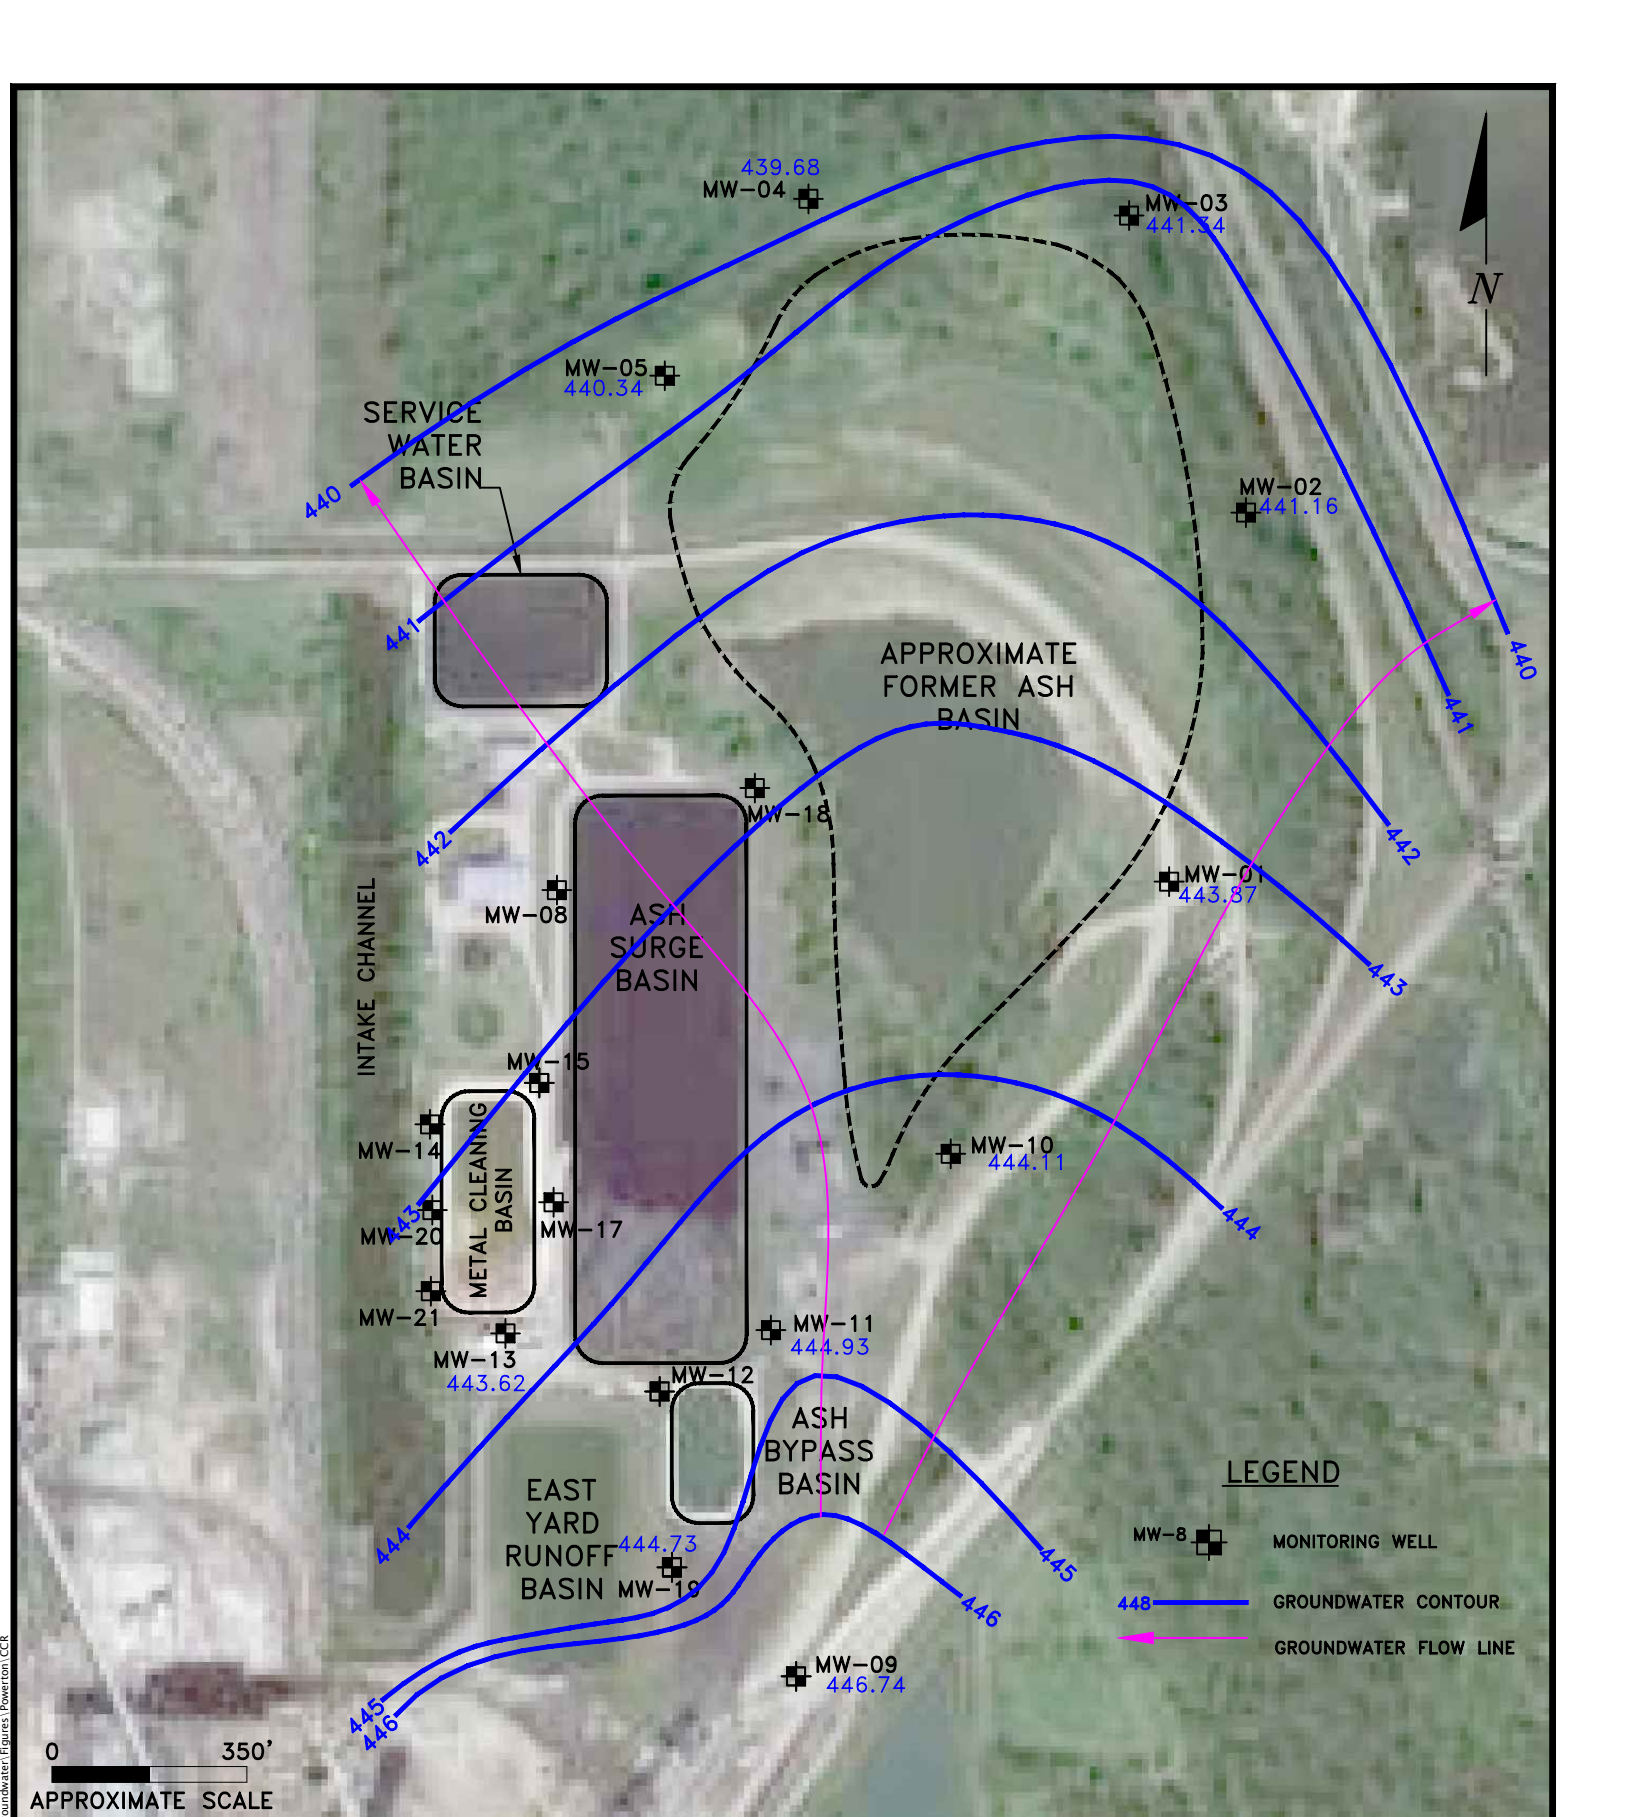 439.68
MW-04
MW-03
441.34
N
MW-05
440.34
SERVICE
WATER
BASIN
440
MW-02
441.16
441
APPROXIMATE
FORMER ASH
BASIN
440
441
MW-18
442
442
MW-01
443.87
MW-08
ASH
SURGE
BASIN
INTAKE CHANNEL
443
MW-15
MW-14
METAL CLEANING
BASIN
MW-10
444.11
443
MW-20
MW-17
444
MW-21
MW-11
444.93
MW-13
443.62
MW-12
ASH
BYPASS
BASIN
EAST
YARD
RUNOFF
BASIN
444.73
MW-19
444
445
446
LEGEND
MW-8
MONITORING WELL
448
GROUNDWATER CONTOUR
GROUNDWATER FLOW LINE
MW-09
446.74
445
446
0
350'
APPROXIMATE SCALE
oundwater\Figures\Powerton\CCR